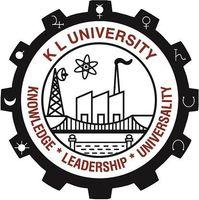 K L UNIVERSITY
KNOWLEDGE * LEADERSHIP * UNIVERSALITY